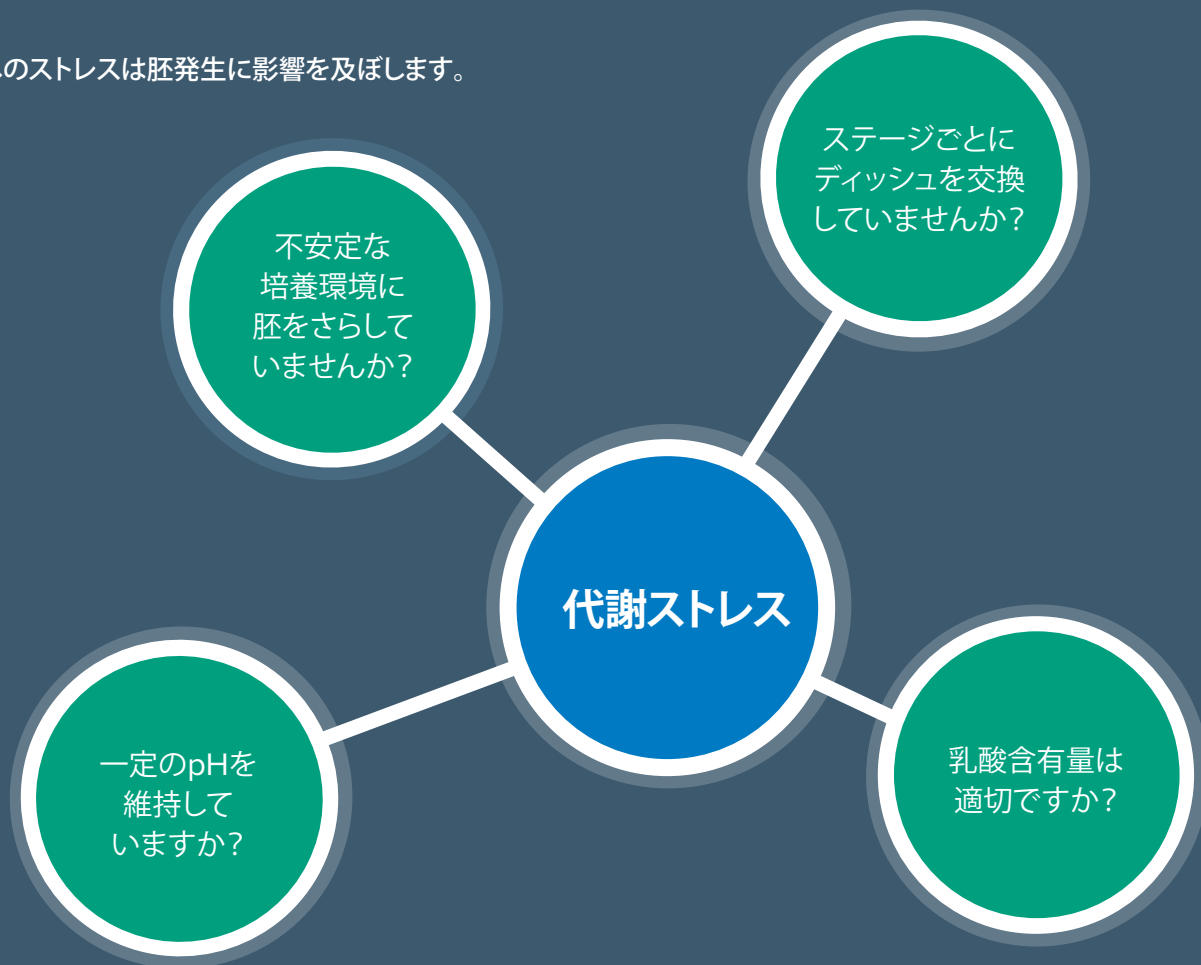 のストレスは胚発生に影響を及ぼします。
ステージごとに
ディッシュを交換
していませんか?
不安定な
培養環境に
胚をさらして
いませんか?
代謝ストレス
一定のpHを
維持して
いますか?
乳酸含有量は
適切ですか?